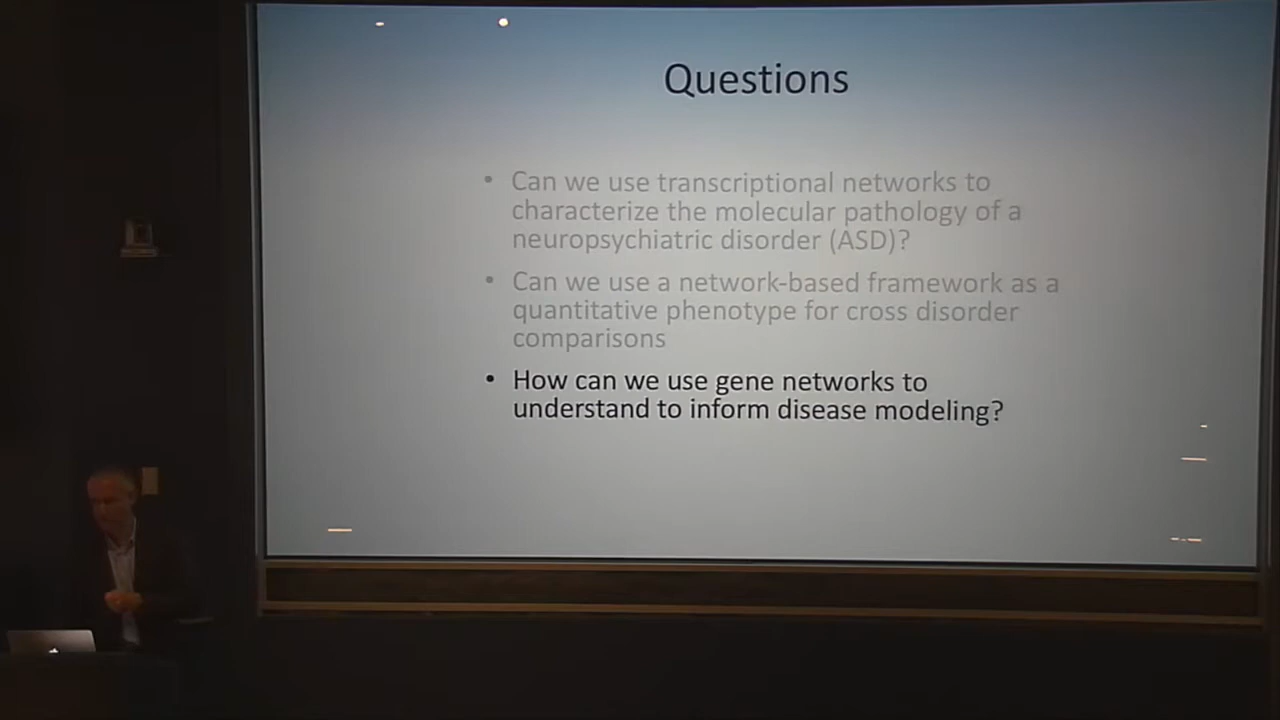 Questions
• Can we use transcriptional networks to
characterize the molecular pathology of a
neuropsychiatric disorder (ASD)?
• Can we use a network-based framework as a
quantitative phenotype for cross disorder
comparisons
• How can we use gene networks to
understand to inform disease modeling?